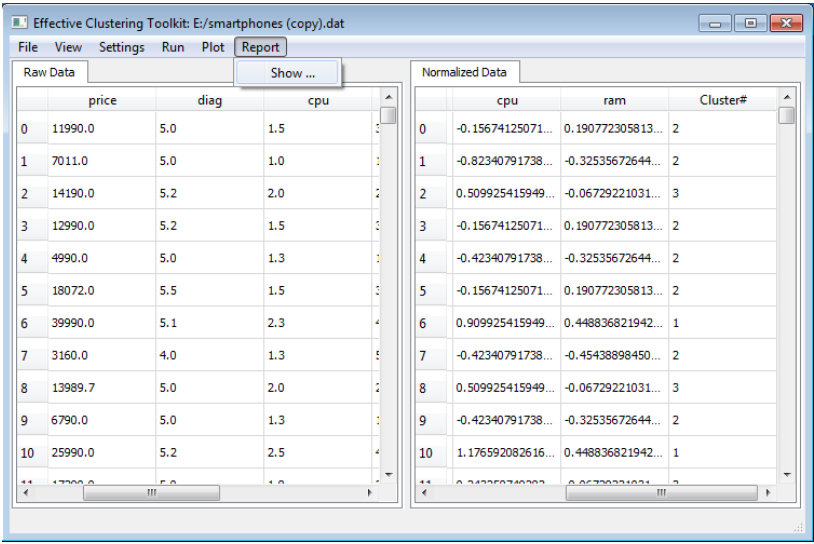 Effective Clustering Toolkit: E:/smartphones (copy).dat
File View Settings Run Plot Report
Show ...
Raw Data
price diag cpu
0 11990.0 5.0 1.5
1 7011.0 5.0 1.0
2 14190.0 5.2 2.0
3 12990.0 5.2 1.5
4 4990.0 5.0 1.3
5 18072.0 5.5 1.5
6 39990.0 5.1 2.3
7 3160.0 4.0 1.3
8 13989.7 5.0 2.0
9 6790.0 5.0 1.3
10 25990.0 5.2 2.5
Normalized Data
cpu ram Cluster#
0 -0.15674125071... 0.190772305813... 2
1 -0.82340791738... -0.32535672644... 2
2 0.509925415949... -0.06729221031... 3
3 -0.15674125071... 0.190772305813... 2
4 -0.42340791738... -0.32535672644... 2
5 -0.15674125071... 0.190772305813... 2
6 0.909925415949... 0.448836821942... 1
7 -0.42340791738... -0.45438898450... 2
8 0.509925415949... -0.06729221031... 3
9 -0.42340791738... -0.32535672644... 2
10 1.176592082616... 0.448836821942... 1